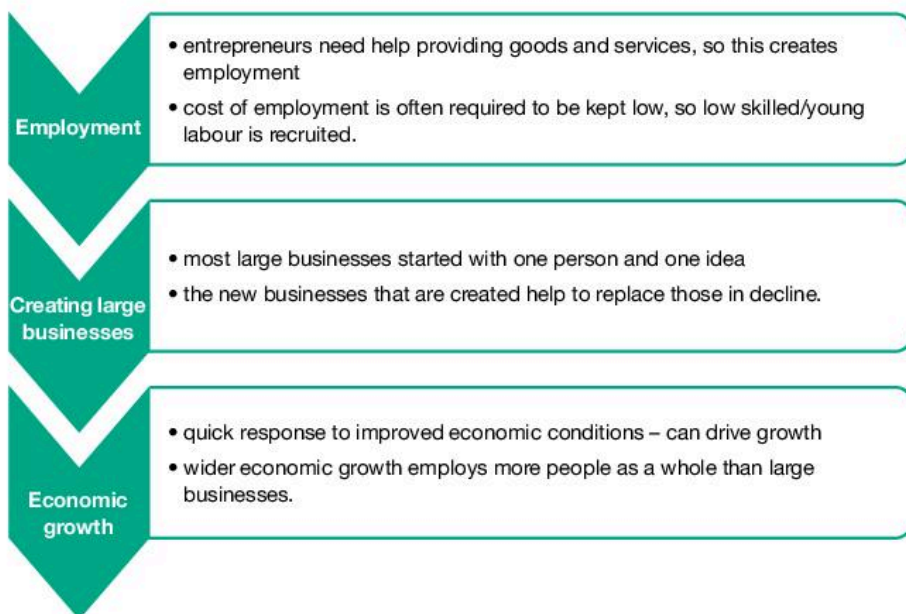 Employment
• entrepreneurs need help providing goods and services, so this creates
employment
• cost of employment is often required to be kept low, so low skilled/young
labour is recruited.
Creating large
businesses
• most large businesses started with one person and one idea
• the new businesses that are created help to replace those in decline.
Economic
growth
• quick response to improved economic conditions – can drive growth
• wider economic growth employs more people as a whole than large
businesses.